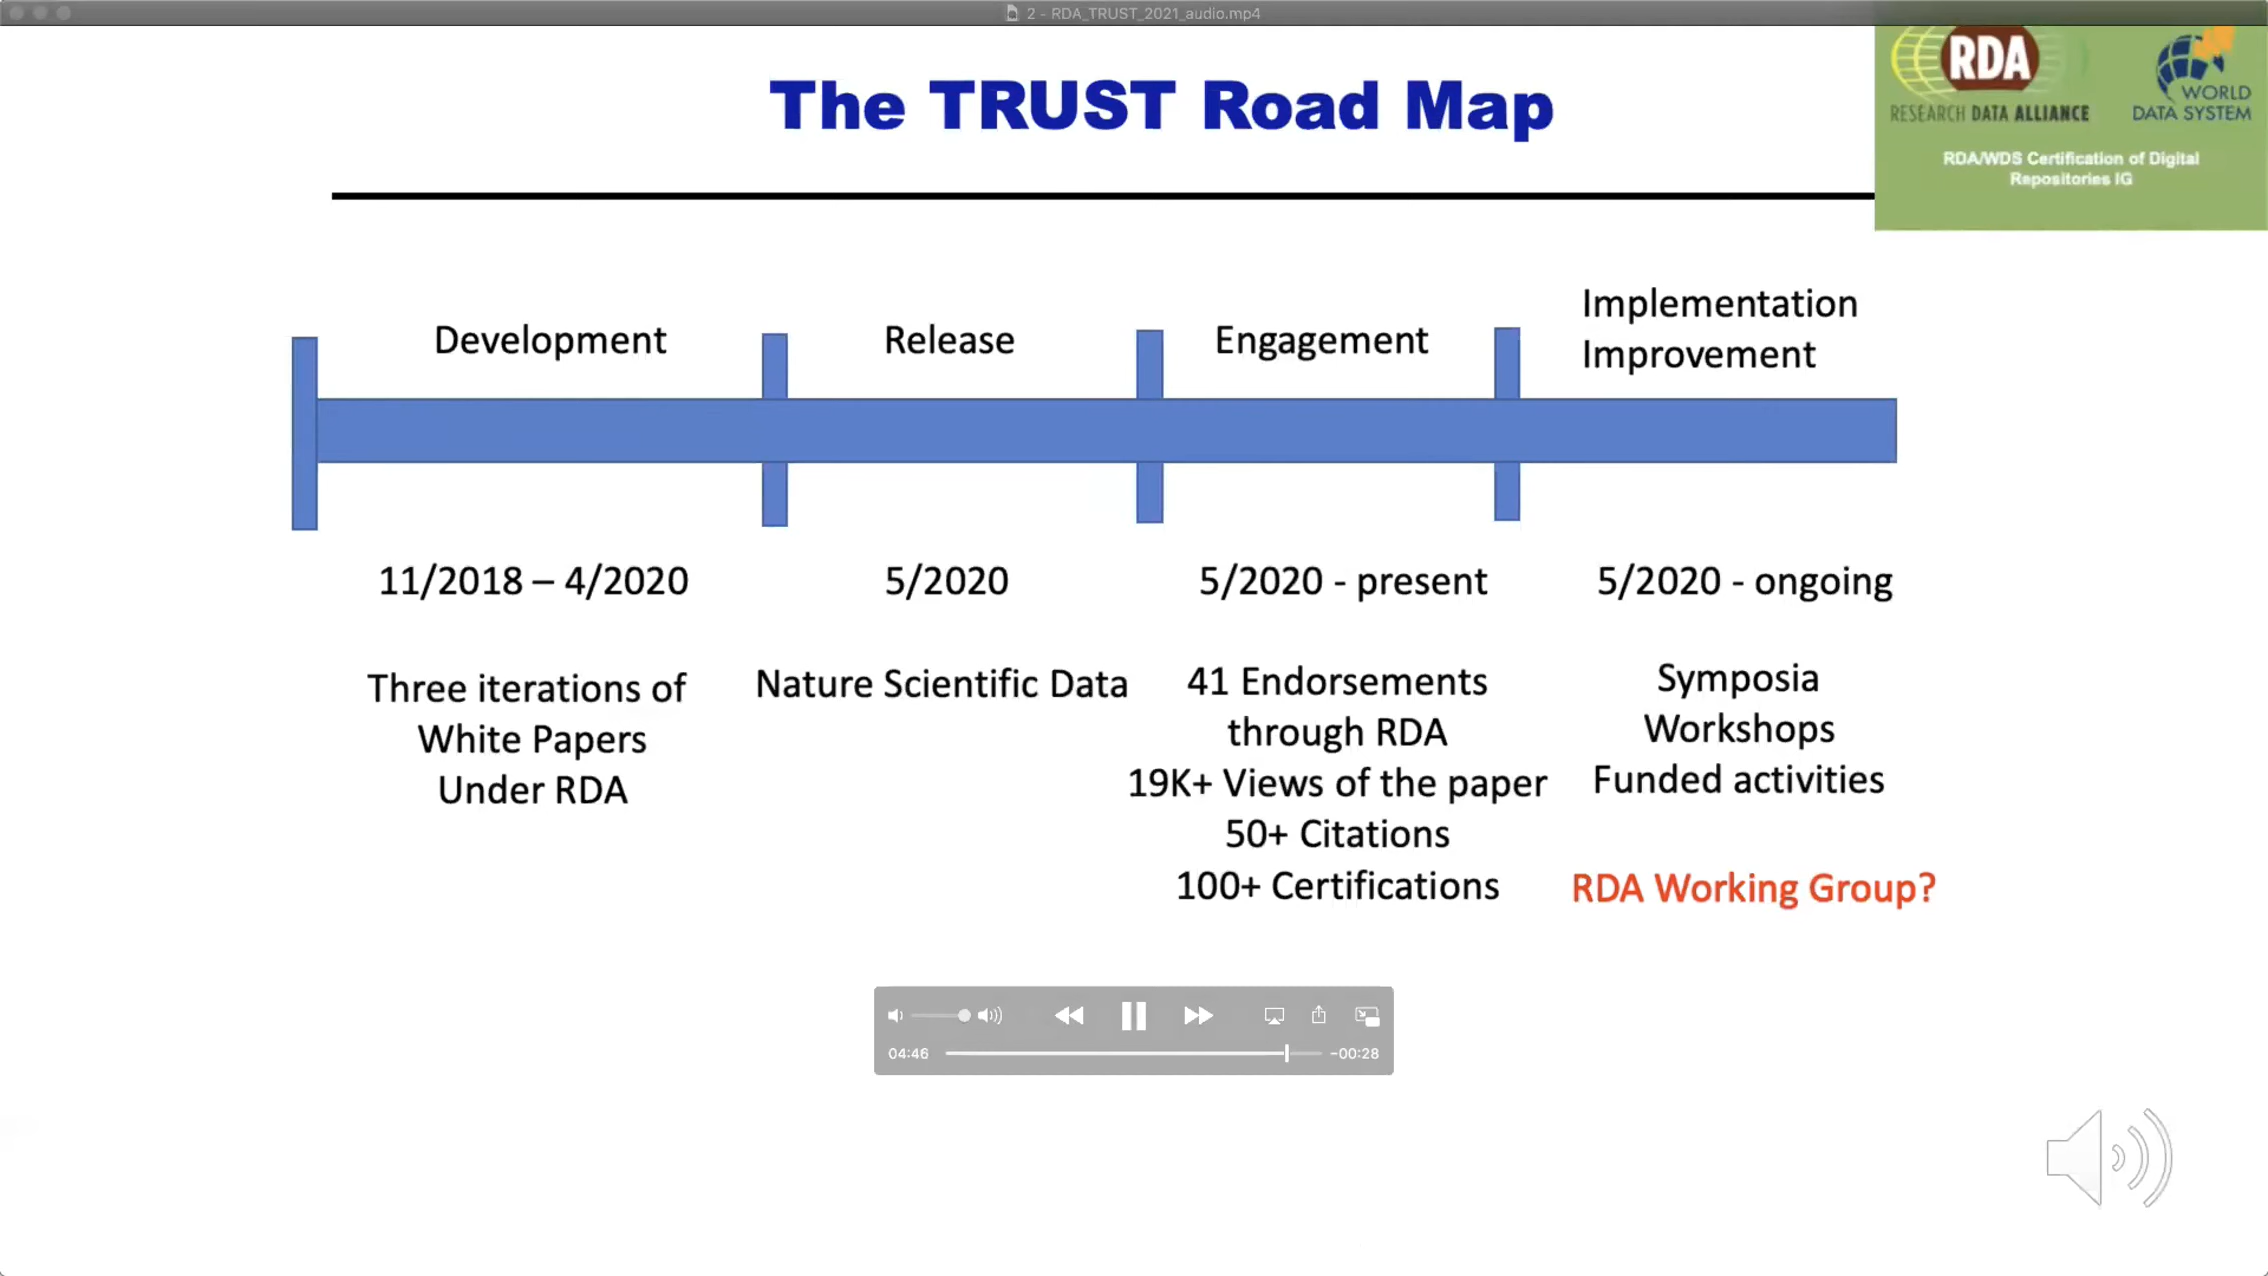 2 - RDA_TRUST_2021_audio.mp4
The TRUST Road Map
RDA
RESEARCH DATA ALLIANCE
WORLD
DATA SYSTEM
RDA/WDS Certification of Digital
Repositories IG
Development
Release
Engagement
Implementation
Improvement
11/2018 – 4/2020
5/2020
5/2020 - present
5/2020 - ongoing
Three iterations of
White Papers
Under RDA
Nature Scientific Data
41 Endorsements
through RDA
19K+ Views of the paper
50+ Citations
100+ Certifications
Symposia
Workshops
Funded activities
RDA Working Group?
04:46
-00:28